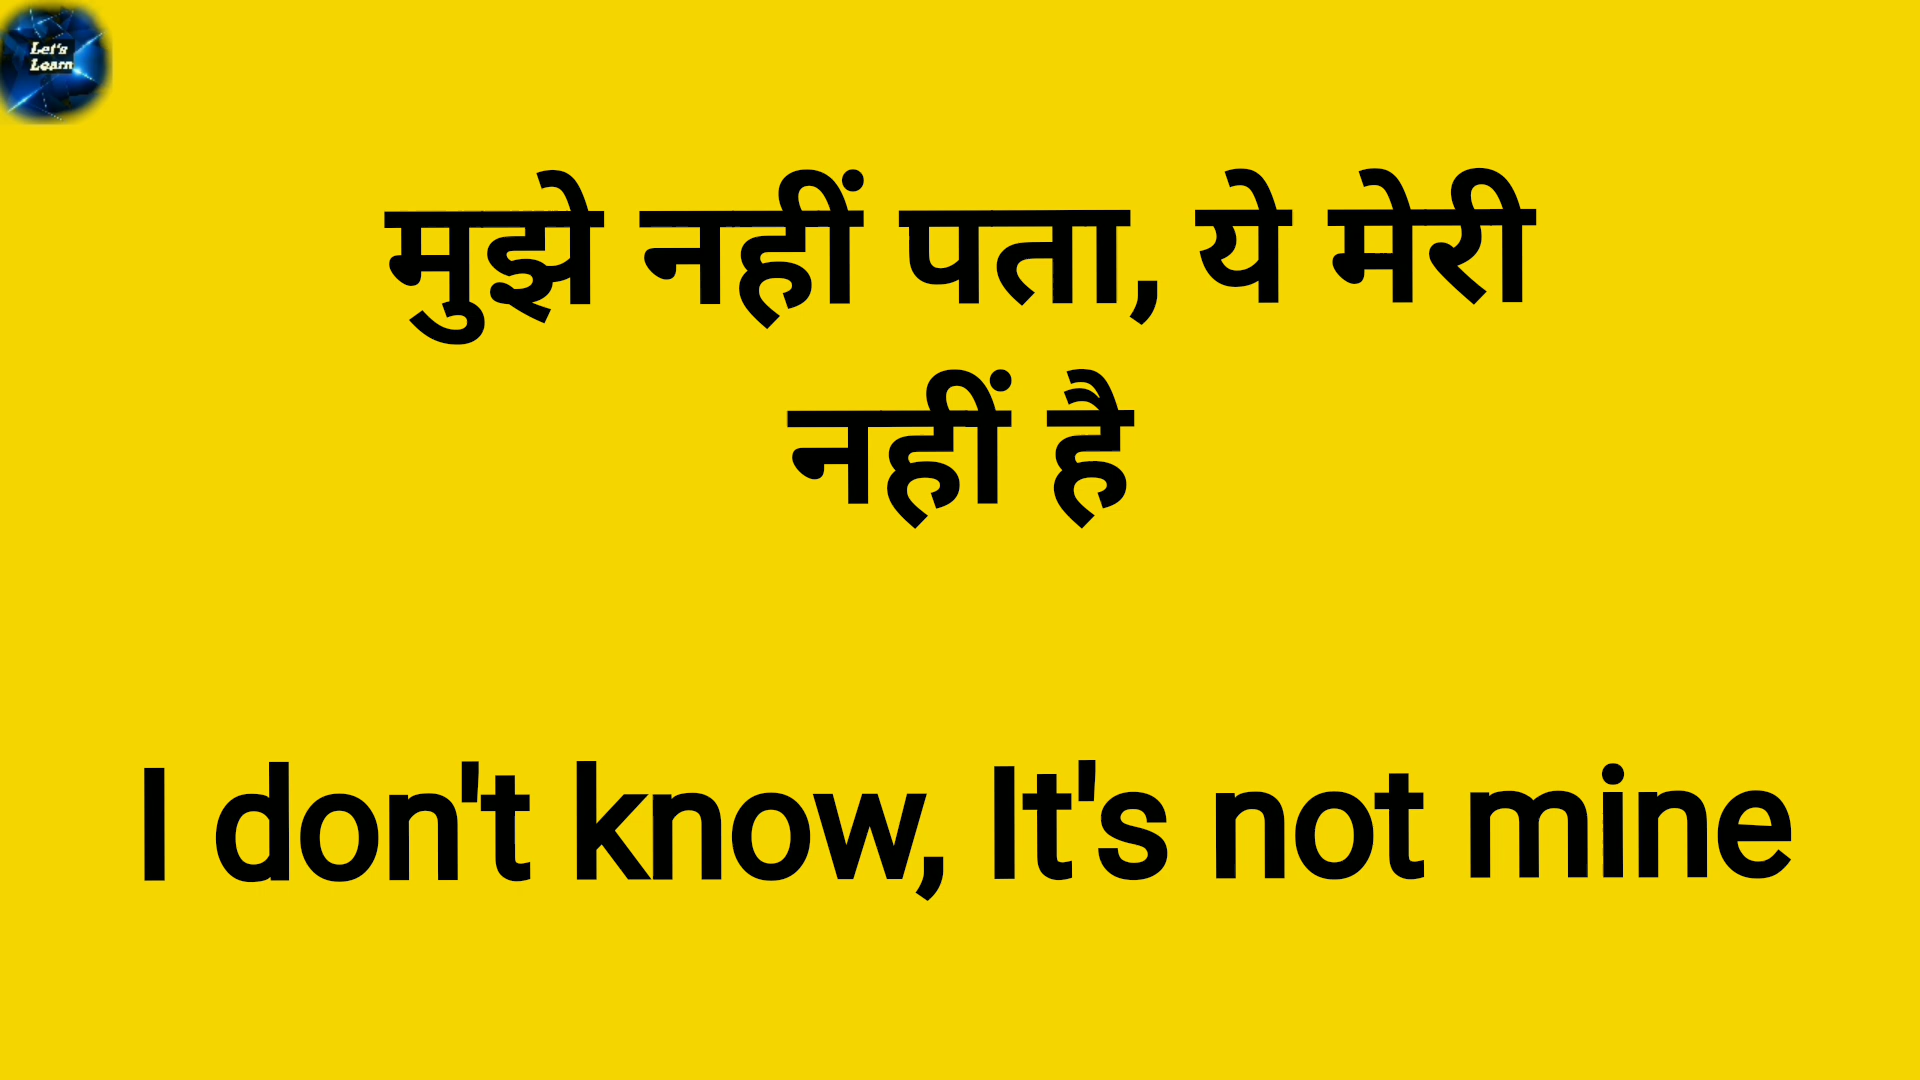 Let's
Learn
मुझे नहीं पता, ये मेरी
नहीं है
I don't know, It's not mine